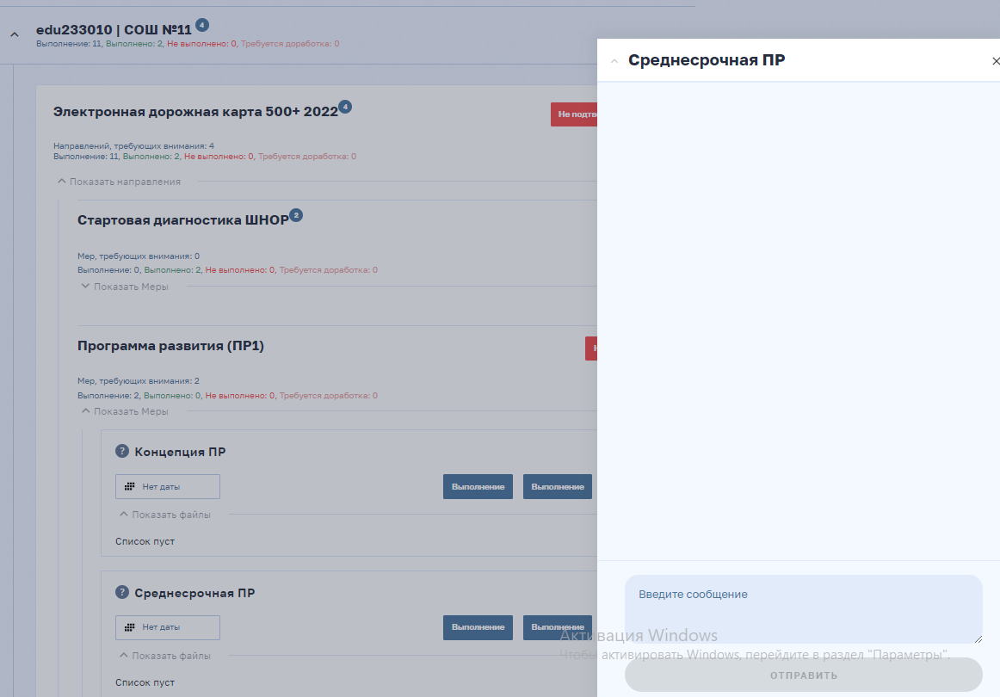 edu233010 | СОШ №11 4
Выполнение: 11, Выполнено: 2, Не выполнено: 0, Требуется доработка: 0
Электронная дорожная карта 500+ 2022 4
Направлений, требующих внимания: 4
Выполнение: 11, Выполнено: 2, Не выполнено: 0, Требуется доработка: 0
Показать направления
Стартовая диагностика ШНОР 2
Мер, требующих внимания: 0
Выполнение: 0, Выполнено: 2, Не выполнено: 0, Требуется доработка: 0
Показать Меры
Программа развития (ПР1)
Мер, требующих внимания: 2
Выполнение: 2, Выполнено: 0, Не выполнено: 0, Требуется доработка: 0
Показать Меры
? Концепция ПР
Нет даты Выполнение Выполнение
Показать файлы
Список пуст
? Среднесрочная ПР
Нет даты Выполнение Выполнение
Показать файлы
Список пуст
Не подтв
Среднесрочная ПР
Введите сообщение
Активация Windows
Чтобы активировать Windows, перейдите в раздел "Параметры".
ОТПРАВИТЬ